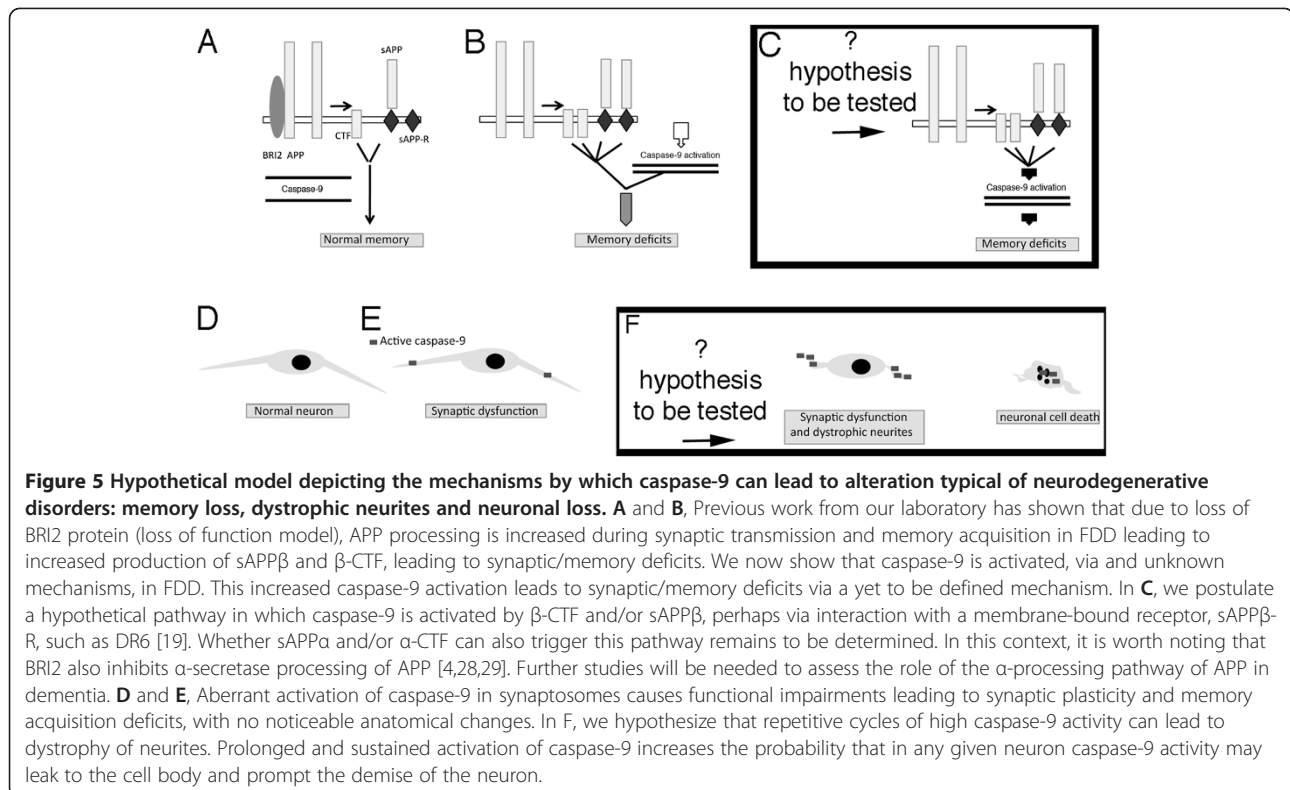 A
B
C
sAPP
?
hypothesis
to be tested
CTF
sAPP-R
BRI2 APP
Caspase-9
Caspase-9 activation
Caspase-9 activation
Normal memory
Memory deficits
Memory deficits
D
E
F
Active caspase-9
?
hypothesis
to be tested
Normal neuron
Synaptic dysfunction
Synaptic dysfunction
and dystrophic neurites
neuronal cell death
Figure 5 Hypothetical model depicting the mechanisms by which caspase-9 can lead to alteration typical of neurodegenerative
disorders: memory loss, dystrophic neurites and neuronal loss. A and B, Previous work from our laboratory has shown that due to loss of
BRI2 protein (loss of function model), APP processing is increased during synaptic transmission and memory acquisition in FDD leading to
increased production of sAPPβ and β-CTF, leading to synaptic/memory deficits. We now show that caspase-9 is activated, via and unknown
mechanisms, in FDD. This increased caspase-9 activation leads to synaptic/memory deficits via a yet to be defined mechanism. In C, we postulate
a hypothetical pathway in which caspase-9 is activated by β-CTF and/or sAPPβ, perhaps via interaction with a membrane-bound receptor, sAPPβ-
R, such as DR6 [19]. Whether sAPPα and/or α-CTF can also trigger this pathway remains to be determined. In this context, it is worth noting that
BRI2 also inhibits α-secretase processing of APP [4,28,29]. Further studies will be needed to assess the role of the α-processing pathway of APP in
dementia. D and E, Aberrant activation of caspase-9 in synaptosomes causes functional impairments leading to synaptic plasticity and memory
acquisition deficits, with no noticeable anatomical changes. In F, we hypothesize that repetitive cycles of high caspase-9 activity can lead to
dystrophy of neurites. Prolonged and sustained activation of caspase-9 increases the probability that in any given neuron caspase-9 activity may
leak to the cell body and prompt the demise of the neuron.